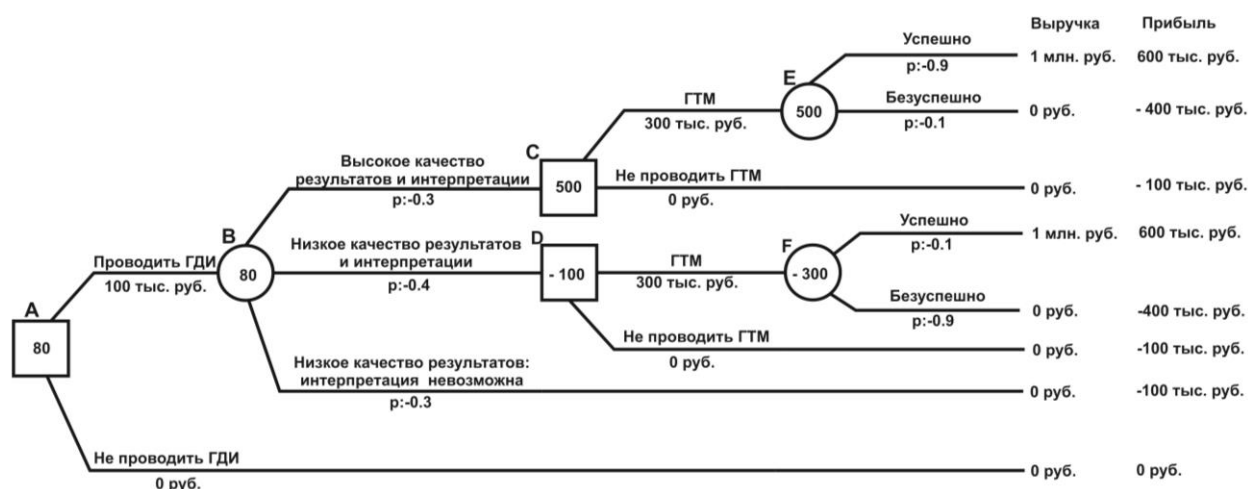 Выручка Прибыль
Успешно
р:-0.9
1 млн. руб. 600 тыс. руб.
E
500
ГТМ
300 тыс. руб.
Безуспешно
р:-0.1
0 руб. - 400 тыс. руб.
C
500
Высокое качество
результатов и интерпретации
р:-0.3
Не проводить ГТМ
0 руб.
0 руб. - 100 тыс. руб.
Успешно
р:-0.1
1 млн. руб. 600 тыс. руб.
B
80
Проводить ГДИ
100 тыс. руб.
Низкое качество результатов
и интерпретации
р:-0.4
D
- 100
ГТМ
300 тыс. руб.
F
- 300
Безуспешно
р:-0.9
0 руб. -400 тыс. руб.
A
80
Не проводить ГТМ
0 руб.
0 руб. -100 тыс. руб.
Низкое качество результатов:
интерпретация невозможна
р:-0.3
0 руб. -100 тыс. руб.
Не проводить ГДИ
0 руб.
0 руб. 0 руб.